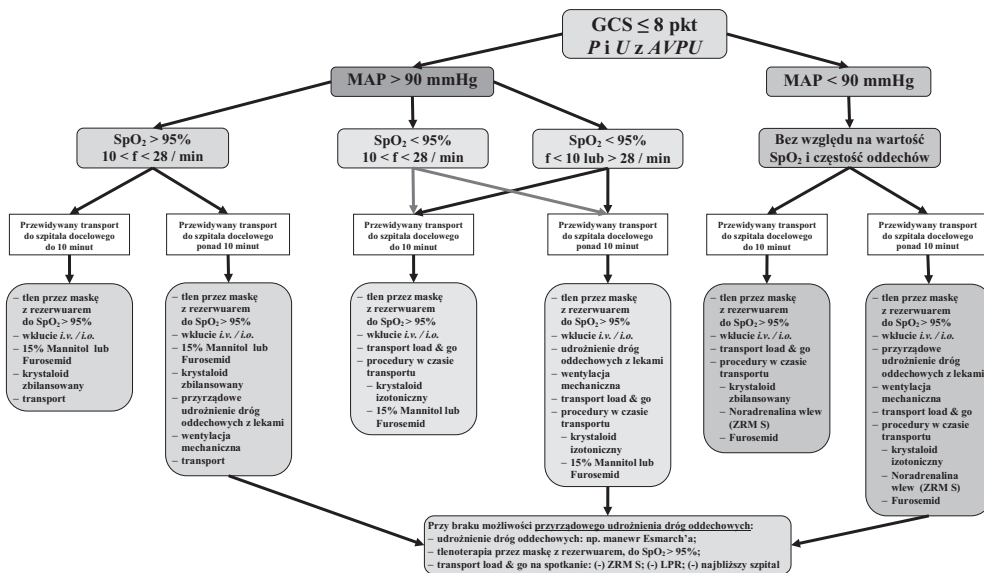 GCS ≤ 8 pkt
P i U z AVPU
MAP > 90 mmHg
MAP < 90 mmHg
SpO₂ > 95%
10 < f < 28 / min
SpO₂ < 95%
10 < f < 28 / min
SpO₂ < 95%
f < 10 lub > 28 / min
Bez względu na wartość
SpO₂ i częstość oddechów
Przewidywany transport
do szpitala docelowego
do 10 minut
Przewidywany transport
do szpitala docelowego
ponad 10 minut
Przewidywany transport
do szpitala docelowego
do 10 minut
Przewidywany transport
do szpitala docelowego
ponad 10 minut
Przewidywany transport
do szpitala docelowego
do 10 minut
Przewidywany transport
do szpitala docelowego
ponad 10 minut
– tlen przez maskę
z rezerwuarem
do SpO₂ > 95%
– wkłucie i.v. / i.o.
– 15% Mannitol lub
Furosemid
– krystaloid
zbilansowany
– transport
– tlen przez maskę
z rezerwuarem
do SpO₂ > 95%
– wkłucie i.v. / i.o.
– 15% Mannitol lub
Furosemid
– krystaloid
zbilansowany
– przyrządowe
udrożnienie dróg
oddechowych z lekami
– wentylacja
mechaniczna
– transport
– tlen przez maskę
z rezerwuarem
do SpO₂ > 95%
– wkłucie i.v. / i.o.
– transport load & go
– procedury w czasie
transportu
– krystaloid
izotoniczny
– 15% Mannitol lub
Furosemid
– tlen przez maskę
z rezerwuarem
do SpO₂ > 95%
– wkłucie i.v. / i.o.
– udrożnienie dróg
oddechowych z lekami
– wentylacja
mechaniczna
– transport load & go
– procedury w czasie
transportu
– krystaloid
izotoniczny
– 15% Mannitol lub
Furosemid
– tlen przez maskę
z rezerwuarem
do SpO₂ > 95%
– wkłucie i.v. / i.o.
– transport load & go
– procedury w czasie
transportu
– krystaloid
zbilansowany
– Noradrenalina wlew
(ZRM S)
– Furosemid
– tlen przez maskę
z rezerwuarem
do SpO₂ > 95%
– wkłucie i.v. / i.o.
– przyrządowe
udrożnienie dróg
oddechowych z lekami
– wentylacja
mechaniczna
– transport load & go
– procedury w czasie
transportu
– krystaloid
izotoniczny
– Noradrenalina
wlew (ZRM S)
– Furosemid
Przy braku możliwości przyrządowego udrożnienia dróg oddechowych:
– udrożnienie dróg oddechowych: np. manewr Esmarch'a;
– tlenoterapia przez maskę z rezerwuarem, do SpO₂ > 95%;
– transport load & go na spotkanie: (-) ZRM S; (-) LPR; (-) najbliższy szpital